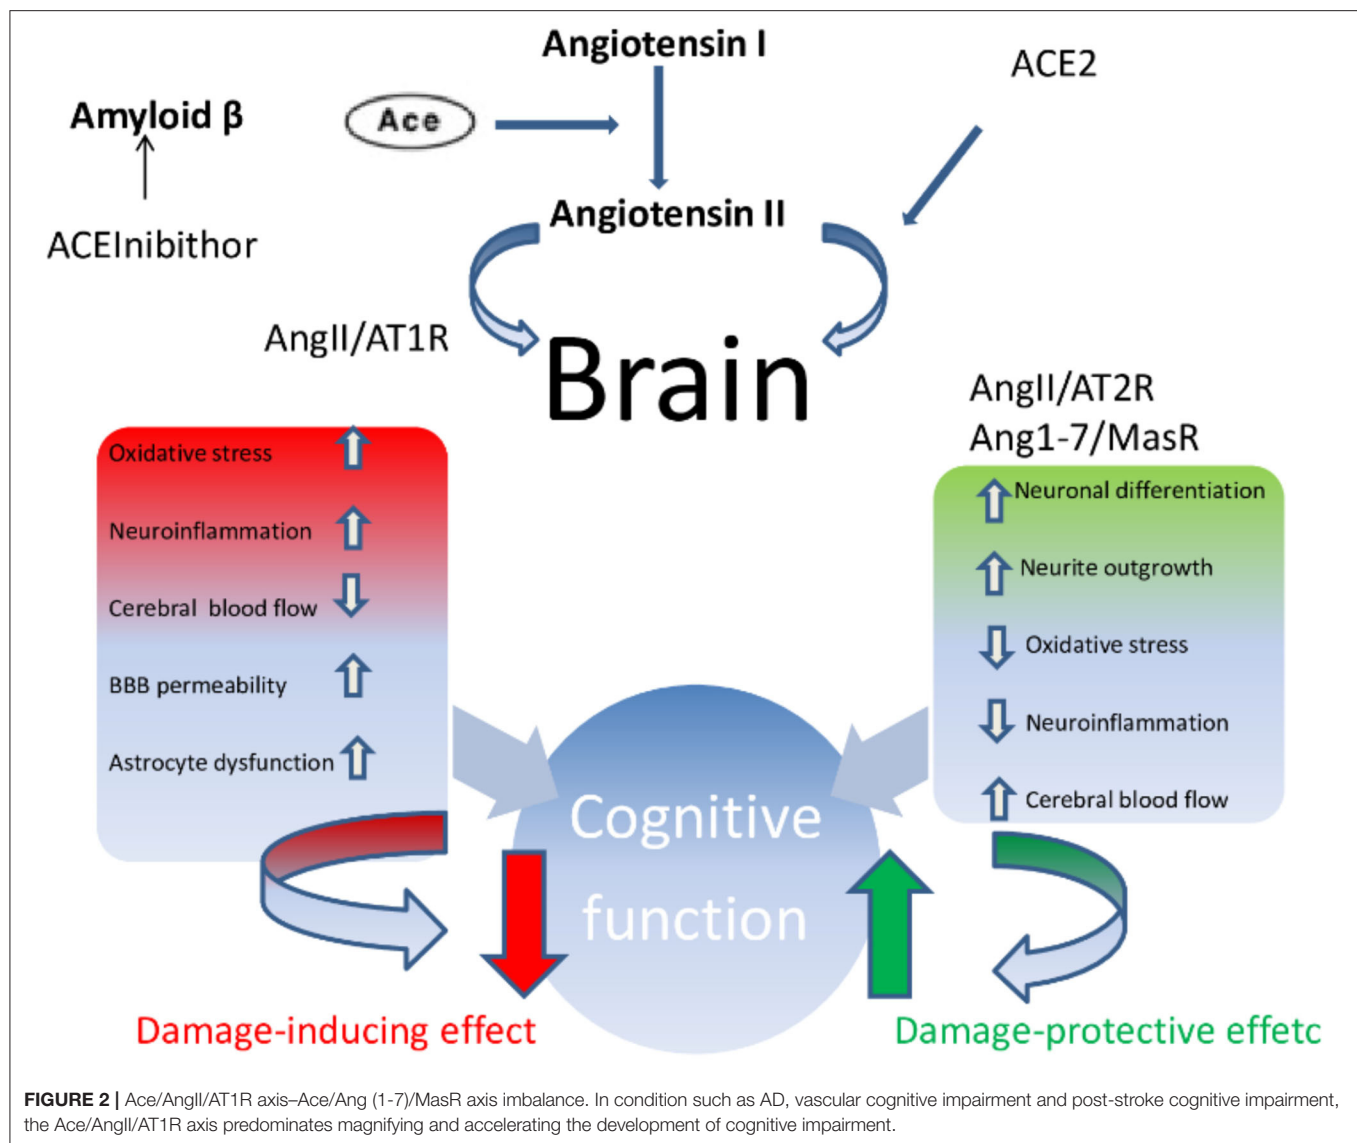 Angiotensin I
ACE2
Amyloid β
Ace
Angiotensin II
ACEInibithor
AngII/AT1R
Brain
AngII/AT2R
Ang1-7/MasR
Oxidative stress
Neuroinflammation
Cerebral blood flow
BBB permeability
Astrocyte dysfunction
Neuronal differentiation
Neurite outgrowth
Oxidative stress
Neuroinflammation
Cerebral blood flow
Cognitive
function
Damage-inducing effect
Damage-protective effetc
FIGURE 2 | Ace/AngII/AT1R axis–Ace/Ang (1-7)/MasR axis imbalance. In condition such as AD, vascular cognitive impairment and post-stroke cognitive impairment,
the Ace/AngII/AT1R axis predominates magnifying and accelerating the development of cognitive impairment.